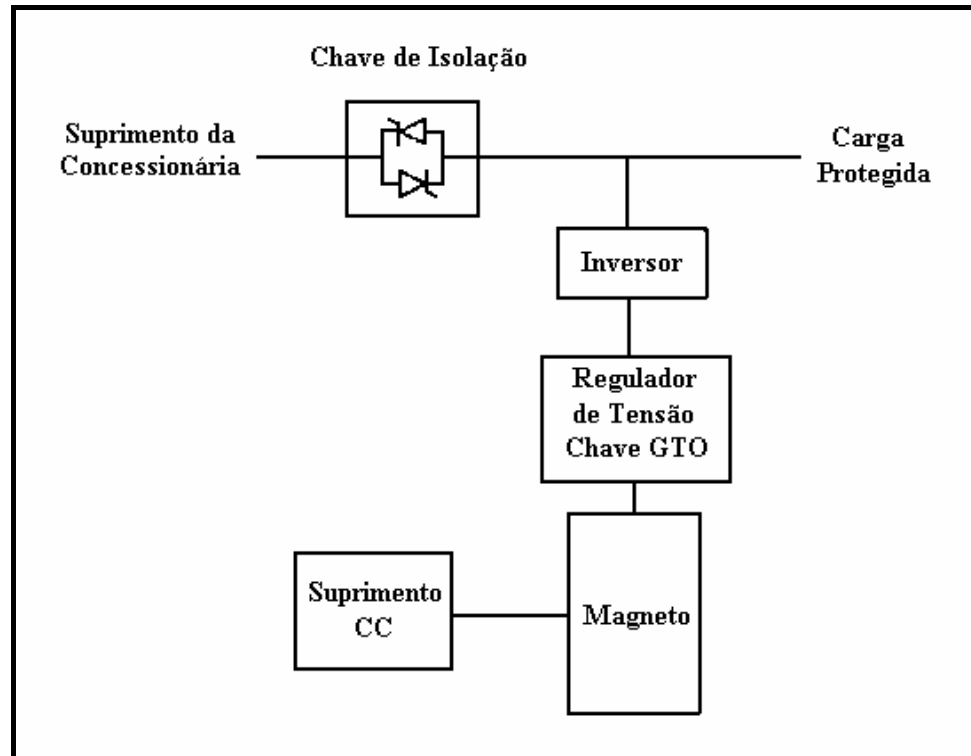 Chave de Isolação
Suprimento da
Concessionária
Carga
Protegida
Inversor
Regulador
de Tensão
Chave GTO
Suprimento
CC
Magneto